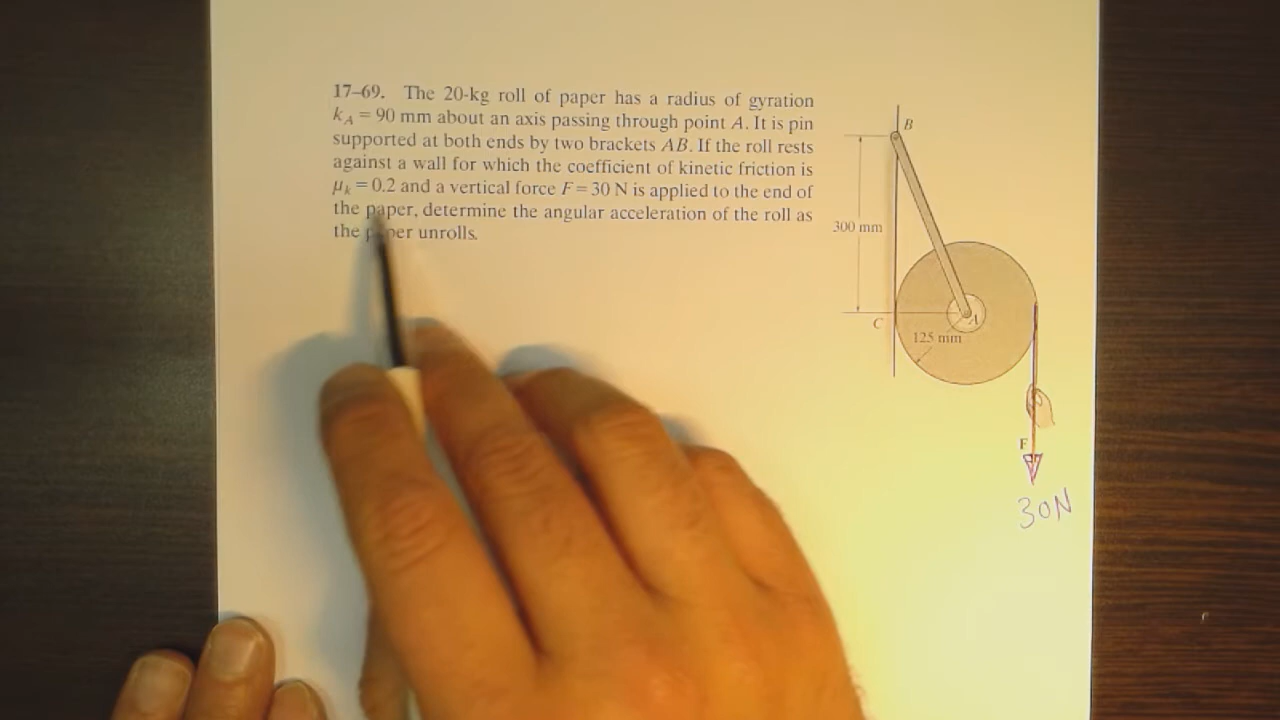 17–69. The 20-kg roll of paper has a radius of gyration
kA = 90 mm about an axis passing through point A. It is pin
supported at both ends by two brackets AB. If the roll rests
against a wall for which the coefficient of kinetic friction is
μk = 0.2 and a vertical force F = 30 N is applied to the end of
the paper, determine the angular acceleration of the roll as
the paper unrolls.
B
300 mm
C
A
125 mm
F
30N